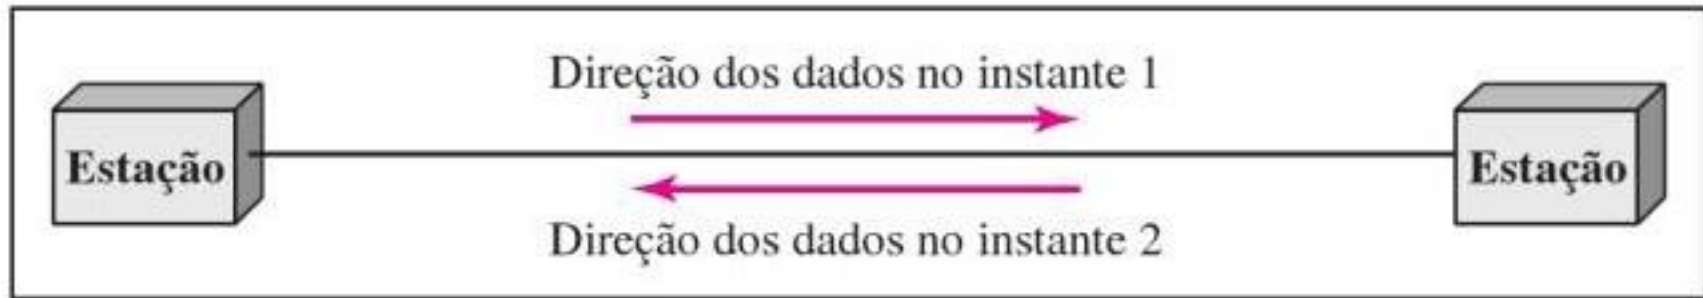 Direção dos dados no instante 1
Estação
Estação
Direção dos dados no instante 2